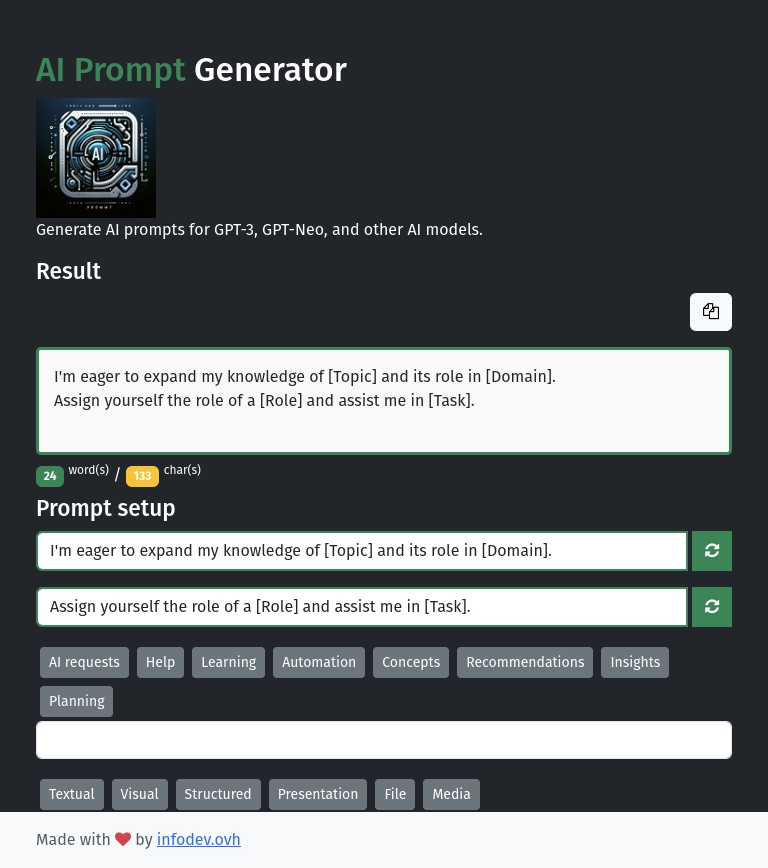 AI Prompt Generator
AI
PROMPT
Generate AI prompts for GPT-3, GPT-Neo, and other AI models.
Result
I'm eager to expand my knowledge of [Topic] and its role in [Domain].
Assign yourself the role of a [Role] and assist me in [Task].
24 word(s) / 133 char(s)
Prompt setup
I'm eager to expand my knowledge of [Topic] and its role in [Domain].
Assign yourself the role of a [Role] and assist me in [Task].
AI requests Help Learning Automation Concepts Recommendations Insights
Planning
Textual Visual Structured Presentation File Media
Made with ❤ by infodev.ovh